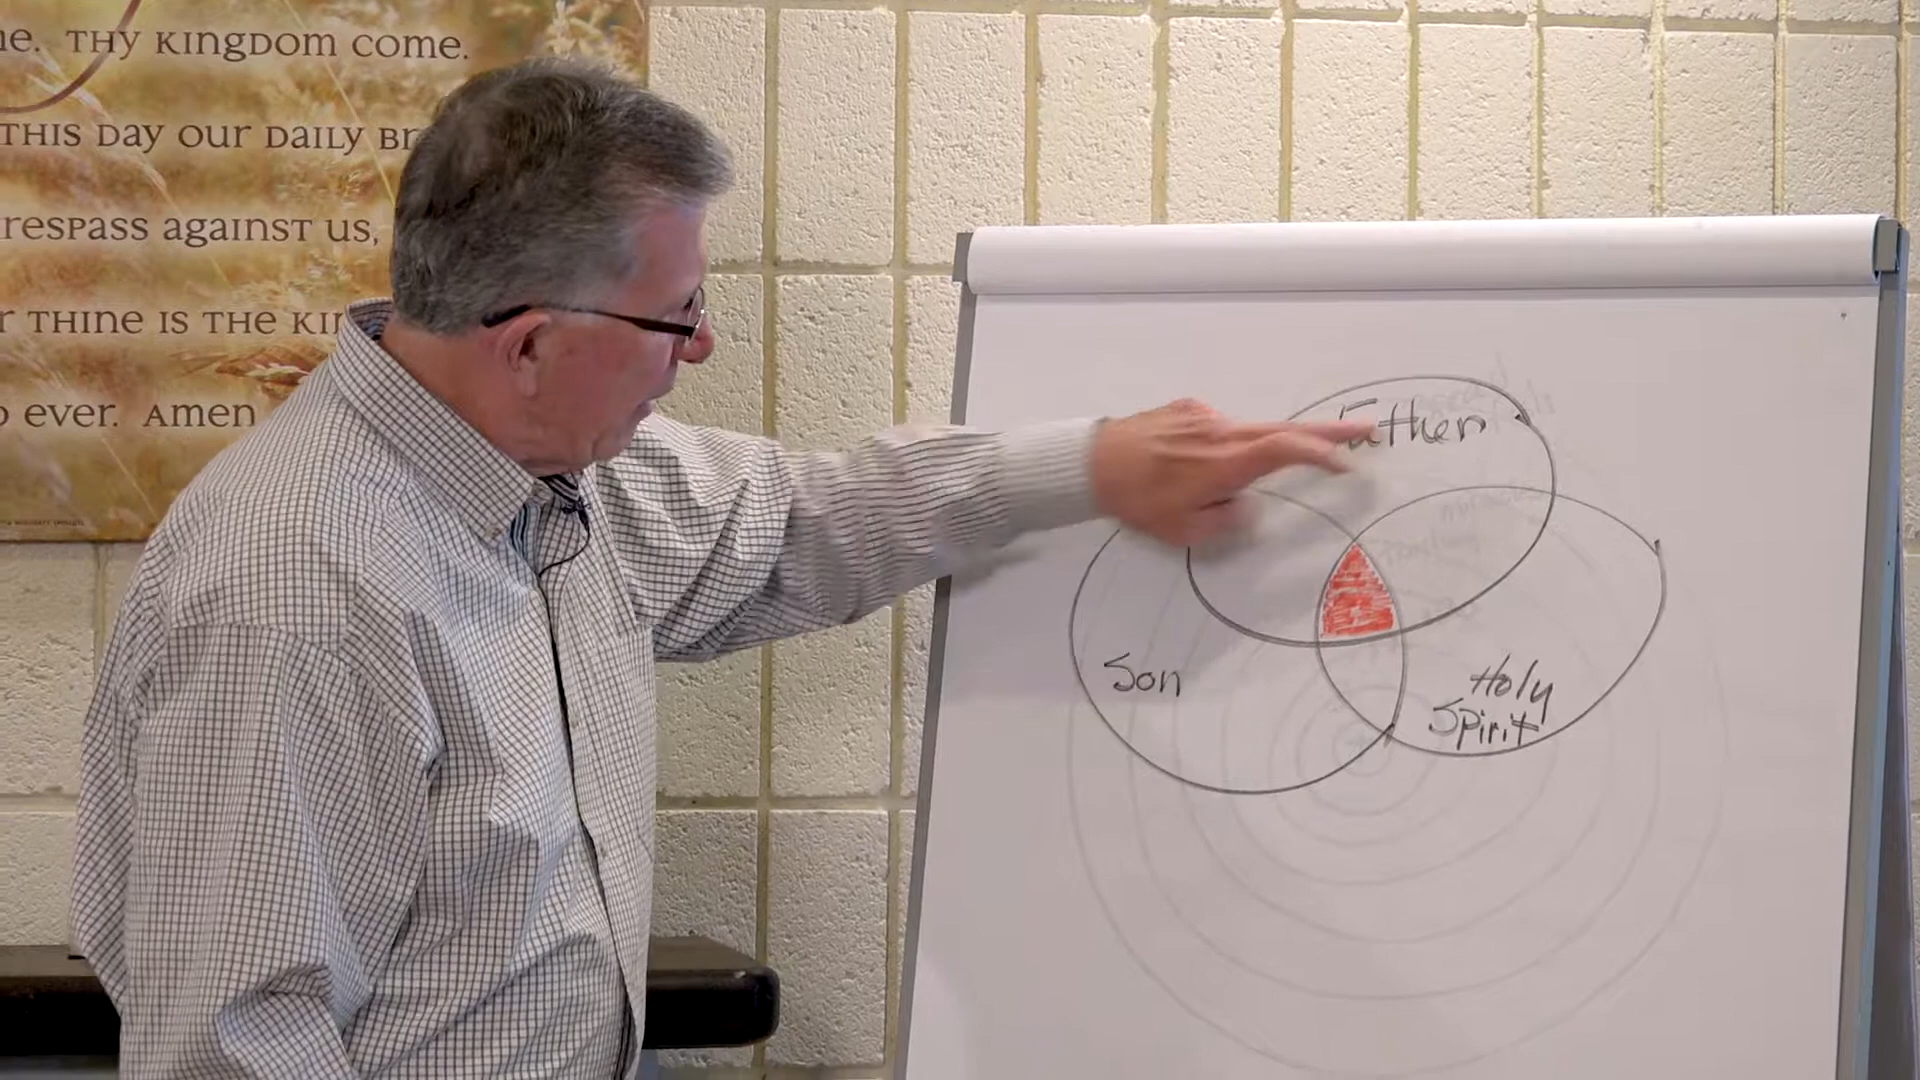 e. THY KINGDOM COME.
THIS DAY OUR DAILY BR
RESPASS AGAINST US,
R THINE IS THE KI
EVER. AMEN
Father
Son
Holy
Spirit